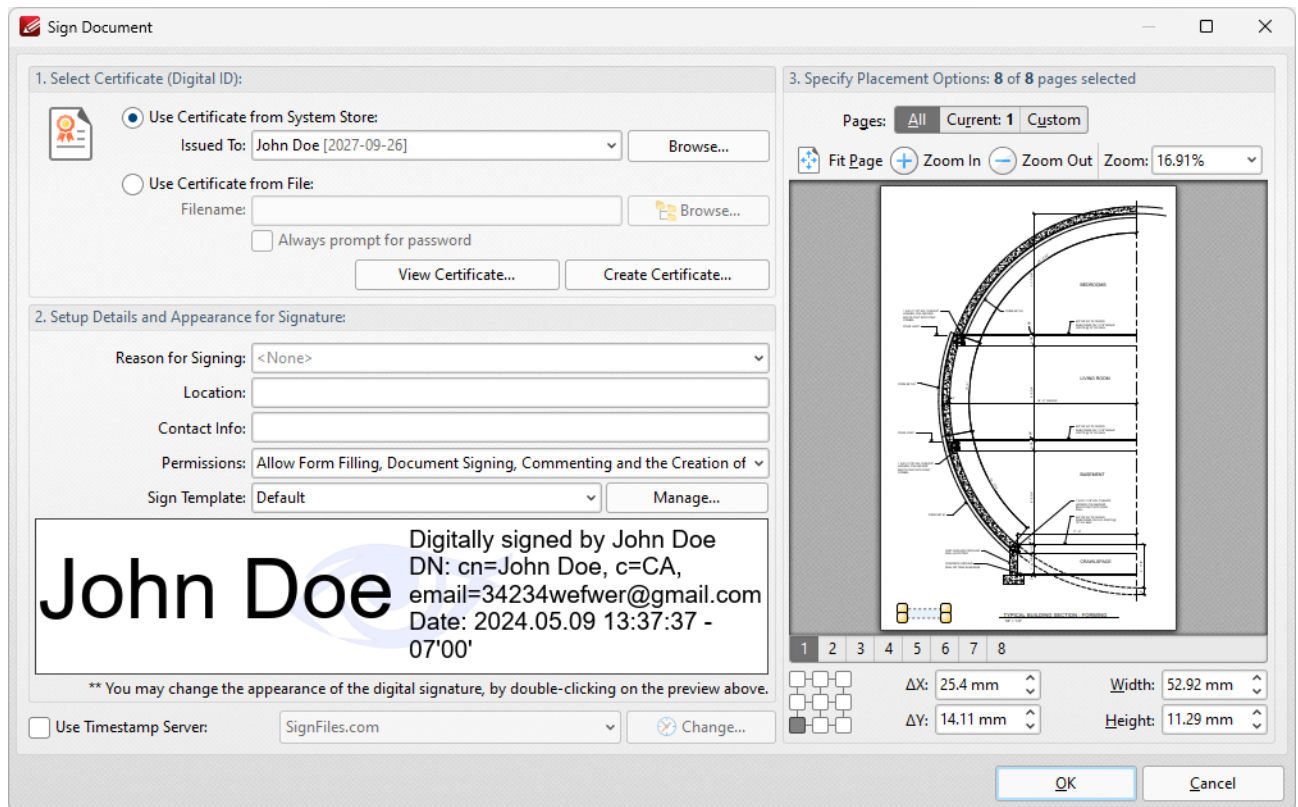 Sign Document
1. Select Certificate (Digital ID):
Use Certificate from System Store:
Issued To: John Doe [2027-09-26] Browse...
Use Certificate from File:
Filename: Browse...
Always prompt for password
View Certificate... Create Certificate...
2. Setup Details and Appearance for Signature:
Reason for Signing: <None>
Location:
Contact Info:
Permissions: Allow Form Filling, Document Signing, Commenting and the Creation of
Sign Template: Default Manage...
John Doe
Digitally signed by John Doe
DN: cn=John Doe, c=CA,
email=34234wefwer@gmail.com
Date: 2024.05.09 13:37:37 -
07'00'
** You may change the appearance of the digital signature, by double-clicking on the preview above.
Use Timestamp Server: SignFiles.com Change...
3. Specify Placement Options: 8 of 8 pages selected
Pages: All Current: 1 Custom
Fit Page Zoom In Zoom Out Zoom: 16.91%
BEDROOMS
LIVING ROOM
BASEMENT
CRAWLSPACE
TYPICAL BUILDING SECTION - FORMING
1 2 3 4 5 6 7 8
ΔX: 25.4 mm Width: 52.92 mm
ΔY: 14.11 mm Height: 11.29 mm
OK Cancel